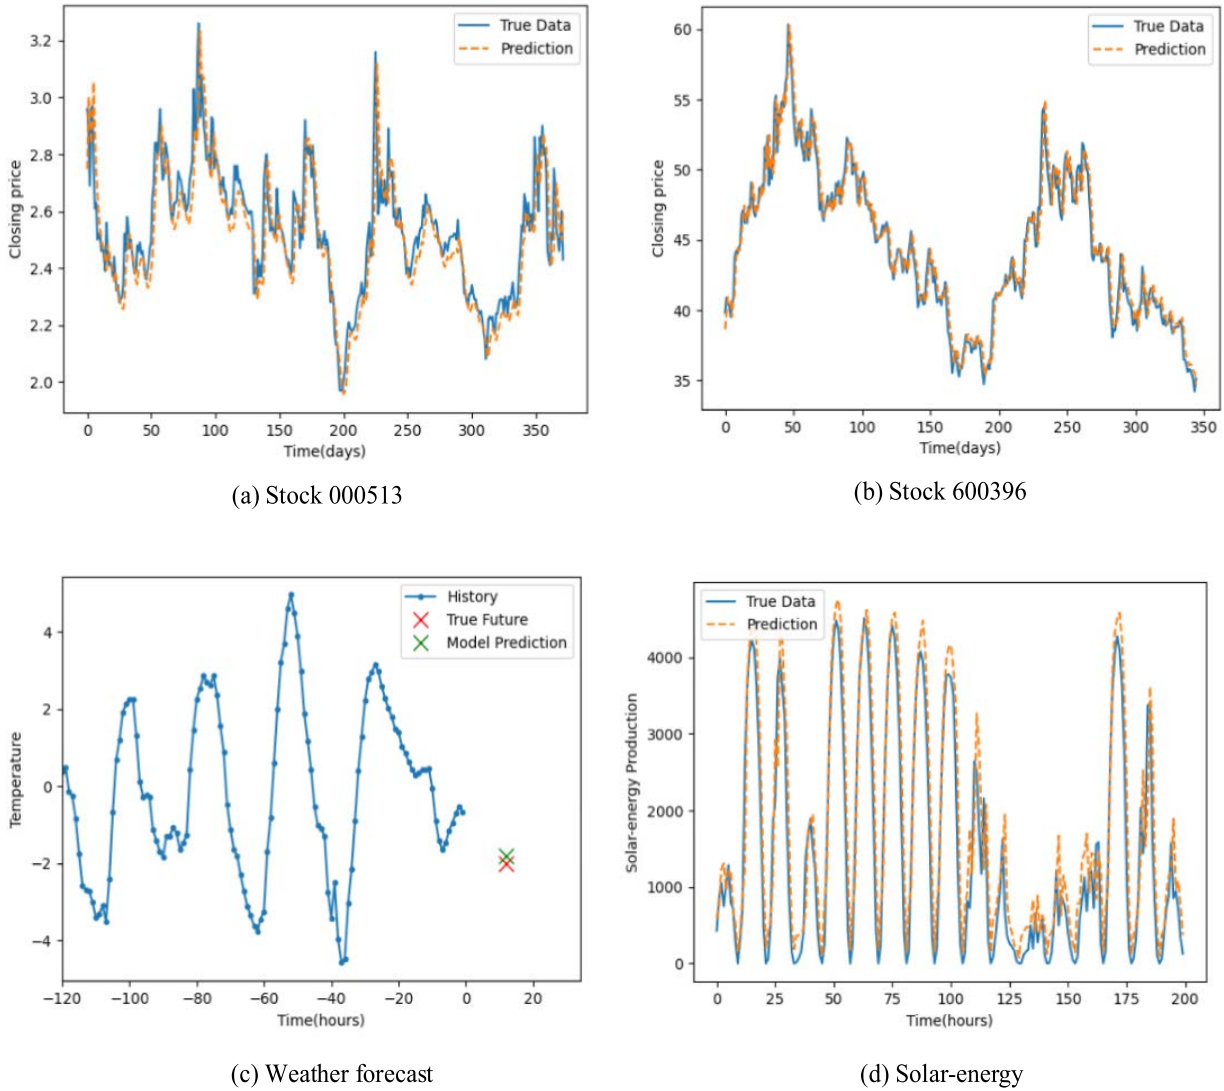 True Data
Prediction
3.2
3.0
2.8
2.6
2.4
2.2
2.0
Closing price
0 50 100 150 200 250 300 350
Time(days)
(a) Stock 000513
True Data
Prediction
60
55
50
45
40
35
Closing price
0 50 100 150 200 250 300 350
Time(days)
(b) Stock 600396
History
True Future
Model Prediction
4
2
0
−2
−4
Temperature
−120 −100 −80 −60 −40 −20 0 20
Time(hours)
(c) Weather forecast
True Data
Prediction
4000
3000
2000
1000
0
Solar-energy Production
0 25 50 75 100 125 150 175 200
Time(hours)
(d) Solar-energy